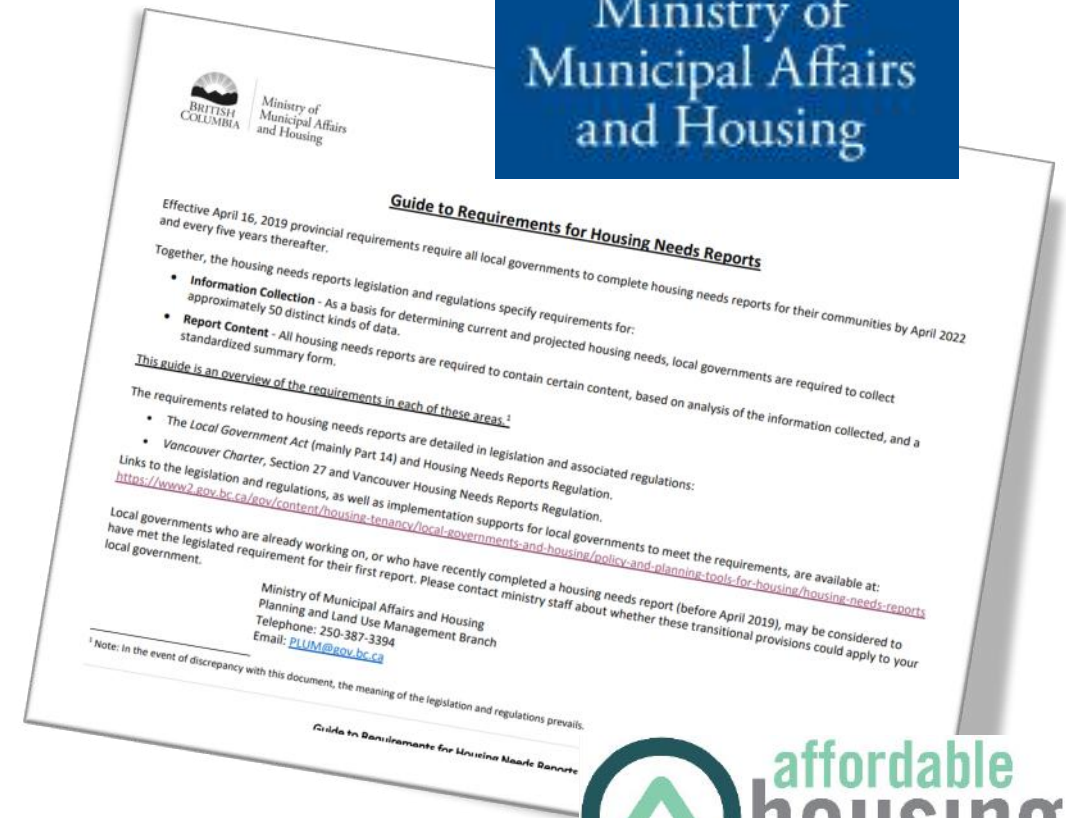 Ministry of
Municipal Affairs
and Housing
BRITISH
COLUMBIA
Ministry of
Municipal Affairs
and Housing
Guide to Requirements for Housing Needs Reports
Effective April 16, 2019 provincial requirements require all local governments to complete housing needs reports for their communities by April 2022
and every five years thereafter.
Together, the housing needs reports legislation and regulations specify requirements for:
• Information Collection - As a basis for determining current and projected housing needs, local governments are required to collect
approximately 50 distinct kinds of data.
• Report Content - All housing needs reports are required to contain certain content, based on analysis of the information collected, and a
standardized summary form.
This guide is an overview of the requirements in each of these areas.¹
The requirements related to housing needs reports are detailed in legislation and associated regulations:
• The Local Government Act (mainly Part 14) and Housing Needs Reports Regulation.
• Vancouver Charter, Section 27 and Vancouver Housing Needs Reports Regulation.
Links to the legislation and regulations, as well as implementation supports for local governments to meet the requirements, are available at:
https://www2.gov.bc.ca/gov/content/housing-tenancy/local-governments-and-housing/policy-and-planning-tools-for-housing/housing-needs-reports
Local governments who are already working on, or who have recently completed a housing needs report (before April 2019), may be considered to
have met the legislated requirement for their first report. Please contact ministry staff about whether these transitional provisions could apply to your
local government.
Ministry of Municipal Affairs and Housing
Planning and Land Use Management Branch
Telephone: 250-387-3394
Email: PLUM@gov.bc.ca
¹ Note: In the event of discrepancy with this document, the meaning of the legislation and regulations prevails.
Guide to Requirements for Housing Needs Reports
affordable
housing